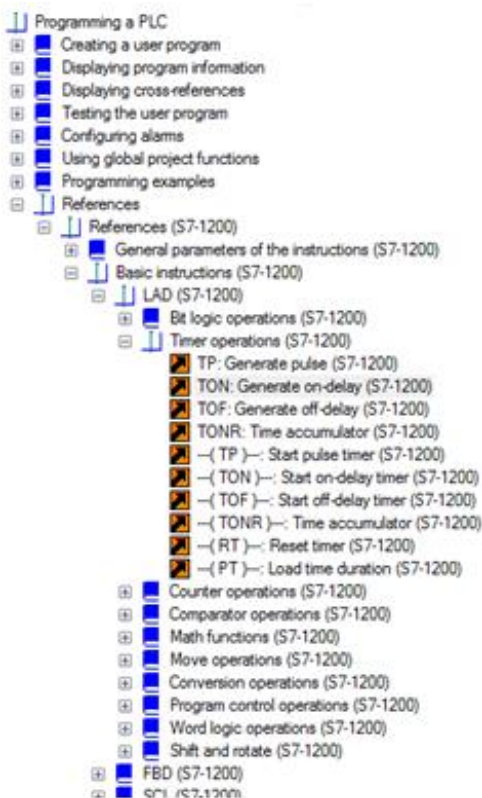 Programming a PLC
Creating a user program
Displaying program information
Displaying cross-references
Testing the user program
Configuring alarms
Using global project functions
Programming examples
References
References (S7-1200)
General parameters of the instructions (S7-1200)
Basic instructions (S7-1200)
LAD (S7-1200)
Bit logic operations (S7-1200)
Timer operations (S7-1200)
TP: Generate pulse (S7-1200)
TON: Generate on-delay (S7-1200)
TOF: Generate off-delay (S7-1200)
TONR: Time accumulator (S7-1200)
---( TP )---: Start pulse timer (S7-1200)
---( TON )---: Start on-delay timer (S7-1200)
---( TOF )---: Start off-delay timer (S7-1200)
---( TONR )---: Time accumulator (S7-1200)
---( RT )---: Reset timer (S7-1200)
---( PT )---: Load time duration (S7-1200)
Counter operations (S7-1200)
Comparator operations (S7-1200)
Math functions (S7-1200)
Move operations (S7-1200)
Conversion operations (S7-1200)
Program control operations (S7-1200)
Word logic operations (S7-1200)
Shift and rotate (S7-1200)
FBD (S7-1200)
SCL (S7-1200)